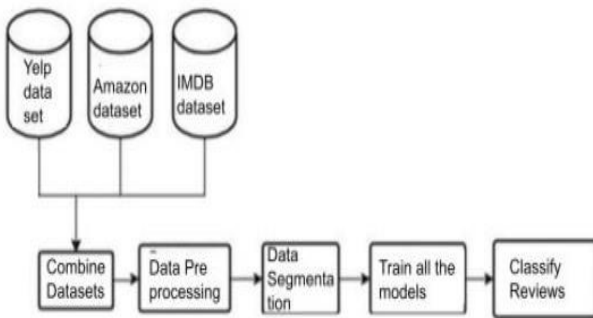 Yelp
data
set
Amazon
dataset
IMDB
dataset
Combine
Datasets
Data Pre
processing
Data
Segmenta
tion
Train all the
models
Classify
Reviews